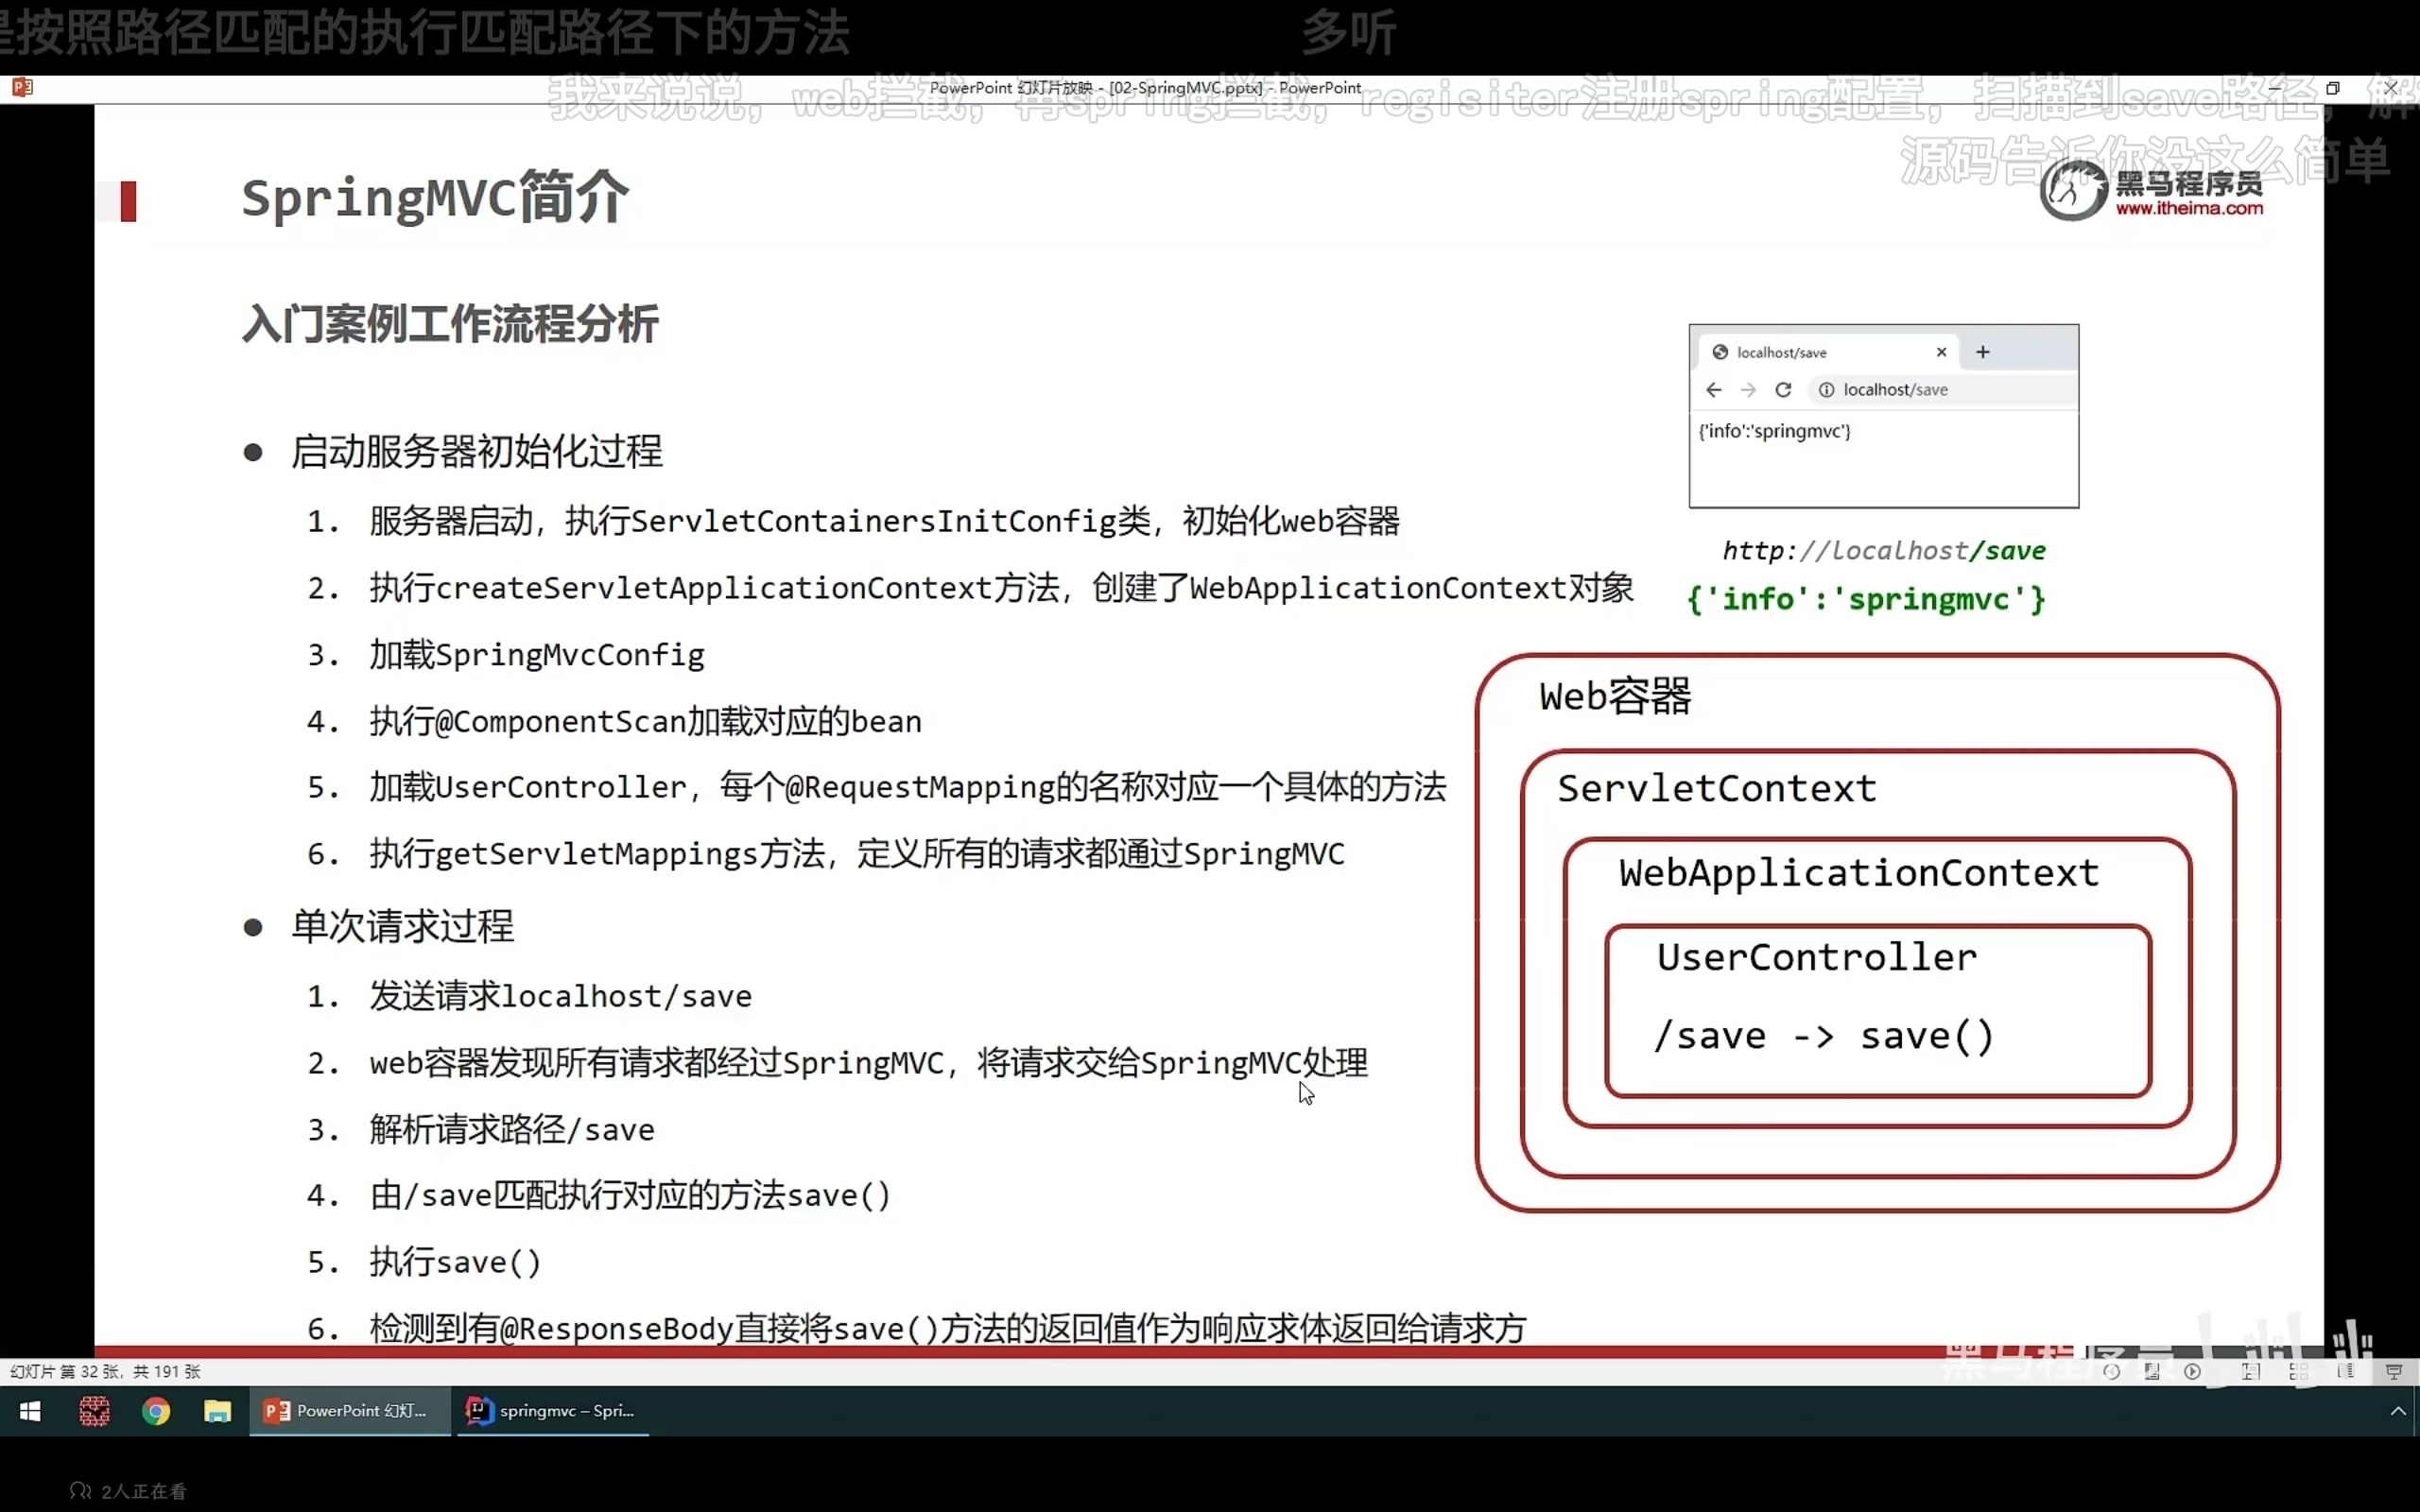 是按照路径匹配的执行匹配路径下的方法
多听
PowerPoint 幻灯片放映 - [02-SpringMVC.pptx] - PowerPoint
我来说说，web拦截，再spring拦截，regisiter注册spring配置，扫描到save路径，解
源码告诉你没这么简单
SpringMVC简介
黑马程序员
www.itheima.com
入门案例工作流程分析
localhost/save
localhost/save
{'info':'springmvc'}
http://localhost/save
{'info':'springmvc'}
● 启动服务器初始化过程
1. 服务器启动，执行ServletContainersInitConfig类，初始化web容器
2. 执行createServletApplicationContext方法，创建了WebApplicationContext对象
3. 加载SpringMvcConfig
4. 执行@ComponentScan加载对应的bean
5. 加载UserController，每个@RequestMapping的名称对应一个具体的方法
6. 执行getServletMappings方法，定义所有的请求都通过SpringMVC
● 单次请求过程
1. 发送请求localhost/save
2. web容器发现所有请求都经过SpringMVC，将请求交给SpringMVC处理
3. 解析请求路径/save
4. 由/save匹配执行对应的方法save()
5. 执行save()
6. 检测到有@ResponseBody直接将save()方法的返回值作为响应求体返回给请求方
Web容器
ServletContext
WebApplicationContext
UserController
/save -> save()
黑马程序员
幻灯片 第 32 张，共 191 张
PowerPoint 幻灯...
springmvc – Spri...
2人正在看